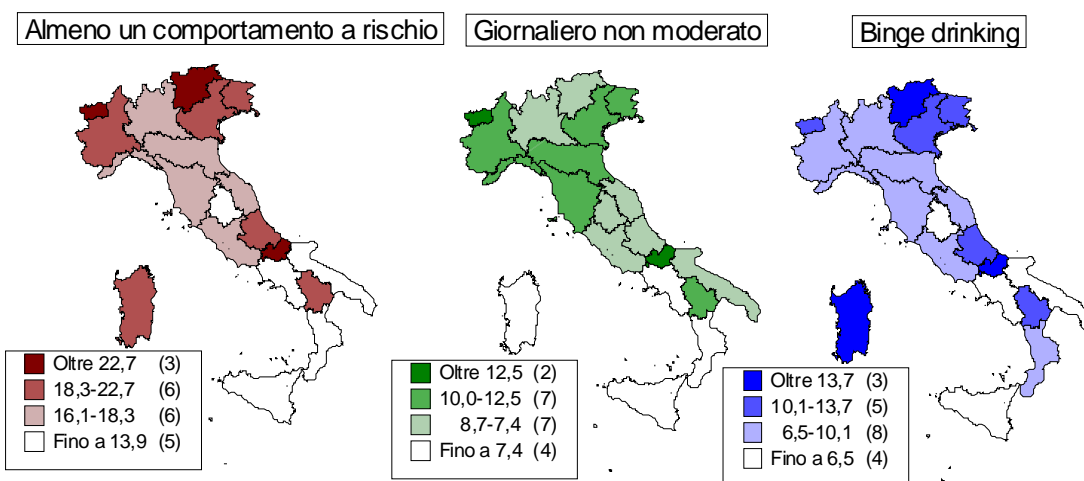 Almeno un comportamento a rischio
Giornaliero non moderato
Binge drinking
Oltre 22,7 (3)
18,3-22,7 (6)
16,1-18,3 (6)
Fino a 13,9 (5)
Oltre 12,5 (2)
10,0-12,5 (7)
8,7-7,4 (7)
Fino a 7,4 (4)
Oltre 13,7 (3)
10,1-13,7 (5)
6,5-10,1 (8)
Fino a 6,5 (4)